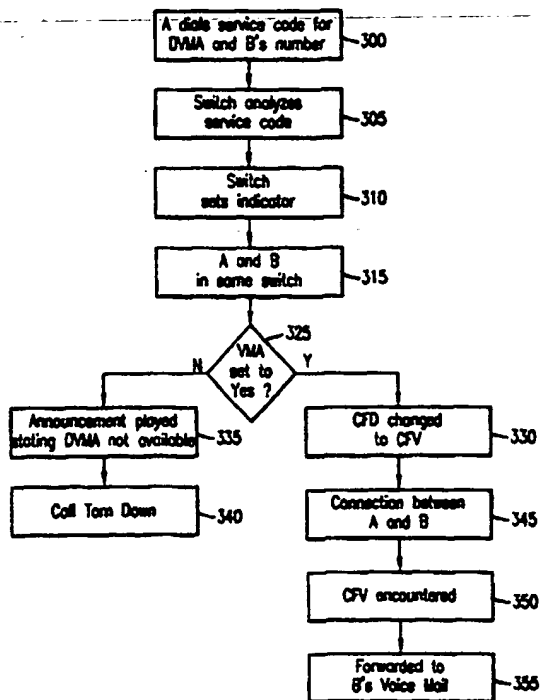 A dials service code for
DVMA and B's number
300
Switch analyzes
service code
305
Switch
sets indicator
310
A and B
in same switch
315
325
VMA
set to
Yes ?
N
Y
Announcement played
stating DVMA not available
335
CFD changed
to CFV
330
Call Torn Down
340
Connection between
A and B
345
CFV encountered
350
Forwarded to
B's Voice Mail
355